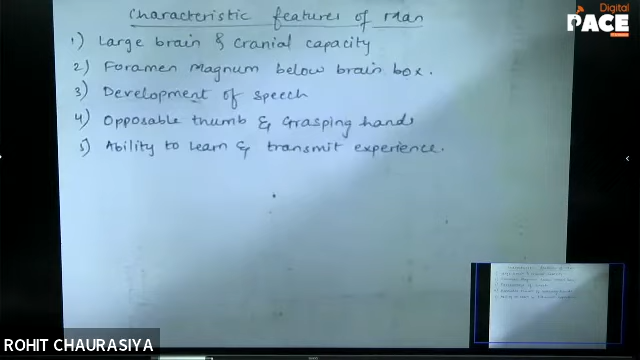 Characteristic features of Man
1) Large brain & Cranial capacity
2) Foramen Magnum below brain box.
3) Development of speech
4) Opposable thumb & Grasping hands
5) Ability to learn & transmit experience.
Digital
PACE
ROHIT CHAURASIYA